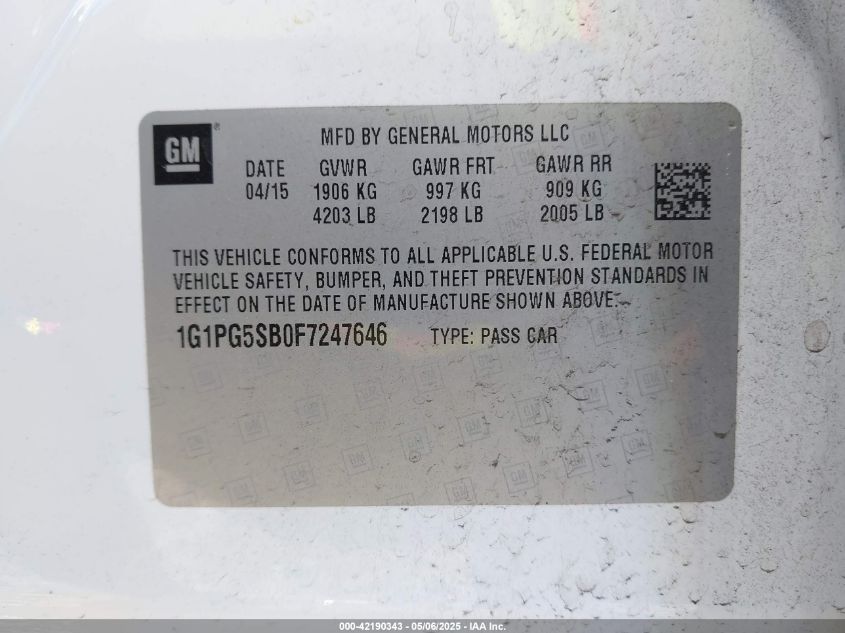 GM
MFD BY GENERAL MOTORS LLC
DATE GVWR GAWR FRT GAWR RR
04/15 1906 KG 997 KG 909 KG
4203 LB 2198 LB 2005 LB
THIS VEHICLE CONFORMS TO ALL APPLICABLE U.S. FEDERAL MOTOR
VEHICLE SAFETY, BUMPER, AND THEFT PREVENTION STANDARDS IN
EFFECT ON THE DATE OF MANUFACTURE SHOWN ABOVE.
1G1PG5SB0F7247646 TYPE: PASS CAR
000-42190343 - 05/06/2025 - IAA Inc.